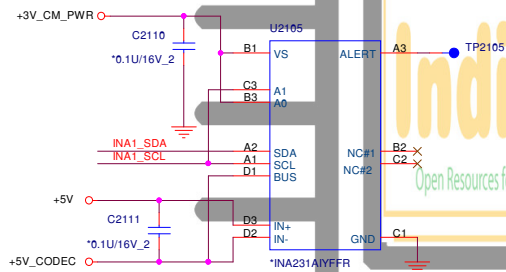 +3V_CM_PWR
C2110
*0.1U/16V_2
U2105
B1 VS ALERT A3 TP2105
C3 A1
B3 A0
INA1_SDA A2 SDA NC#1 B2
INA1_SCL A1 SCL NC#2 C2
D1 BUS
+5V
C2111
*0.1U/16V_2
D3 IN+
D2 IN- GND C1
+5V_CODEC
*INA231AIYFFR
Indi
Open Resources f